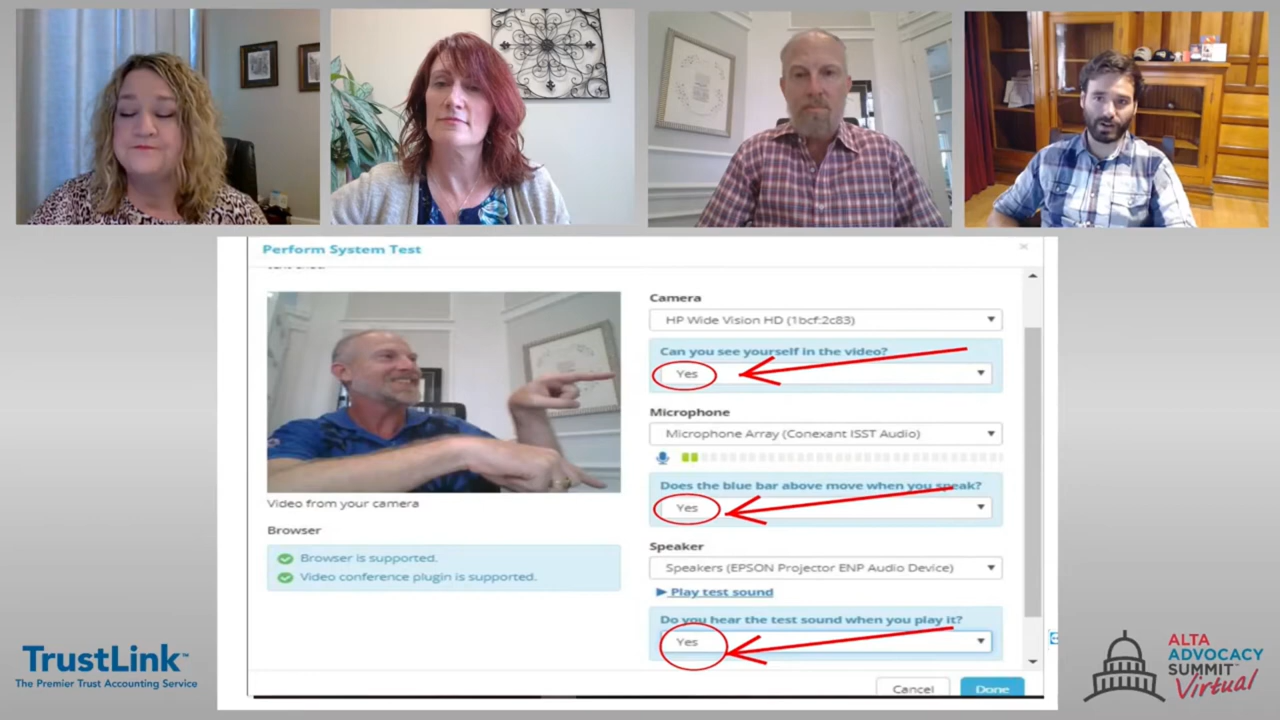 Perform System Test
Camera
HP Wide Vision HD (1bcf:2c83)
Can you see yourself in the video?
Yes
Microphone
Microphone Array (Conexant ISST Audio)
Does the blue bar above move when you speak?
Yes
Video from your camera
Browser
Browser is supported.
Video conference plugin is supported.
Speaker
Speakers (EPSON Projector ENP Audio Device)
Play test sound
Do you hear the test sound when you play it?
Yes
Cancel
Done
TrustLink™
The Premier Trust Accounting Service
ALTA
ADVOCACY
SUMMIT™
Virtual